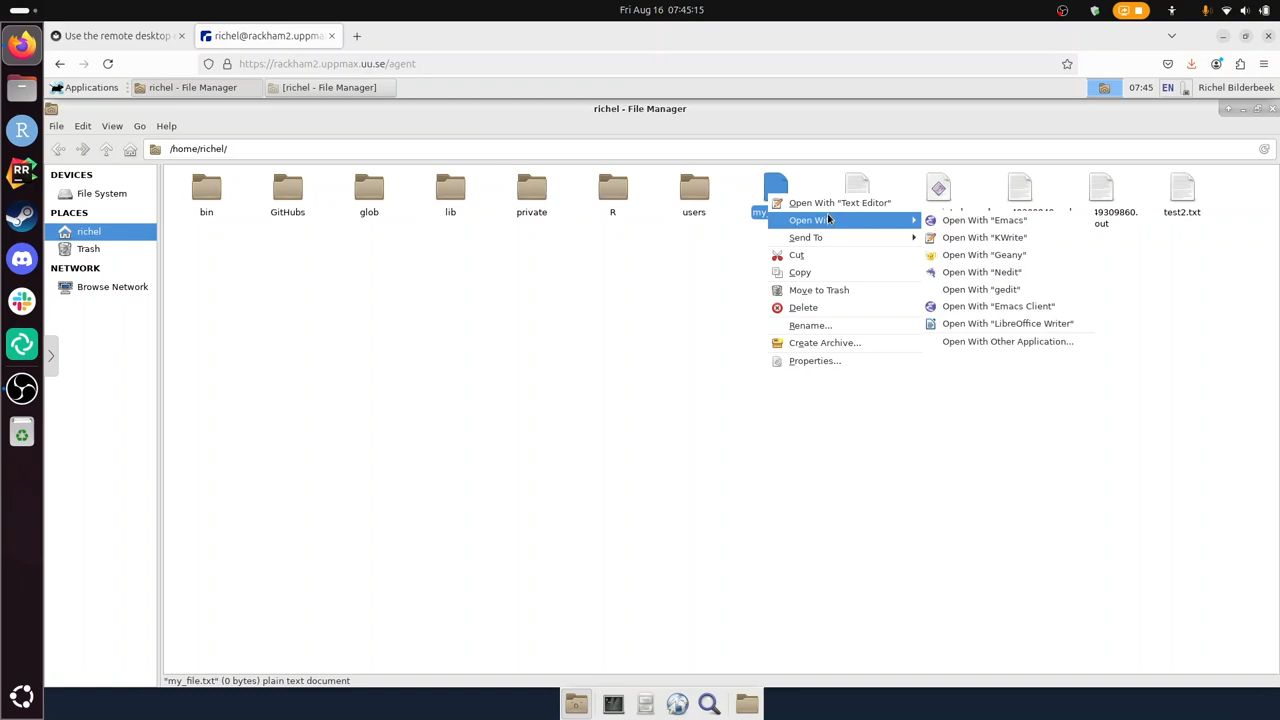 Fri Aug 16 07:45:15
Use the remote desktop
richel@rackham2.uppma
https://rackham2.uppmax.uu.se/agent
Applications
richel - File Manager
[richel - File Manager]
07:45
EN
Richel Bilderbeek
richel - File Manager
File
Edit
View
Go
Help
/home/richel/
DEVICES
File System
PLACES
richel
Trash
NETWORK
Browse Network
bin
GitHubs
glob
lib
private
R
users
my_
49309860.
out
test2.txt
Open With "Text Editor"
Open Wi
Send To
Cut
Copy
Move to Trash
Delete
Rename...
Create Archive...
Properties...
Open With "Emacs"
Open With "KWrite"
Open With "Geany"
Open With "Nedit"
Open With "gedit"
Open With "Emacs Client"
Open With "LibreOffice Writer"
Open With Other Application...
"my_file.txt" (0 bytes) plain text document